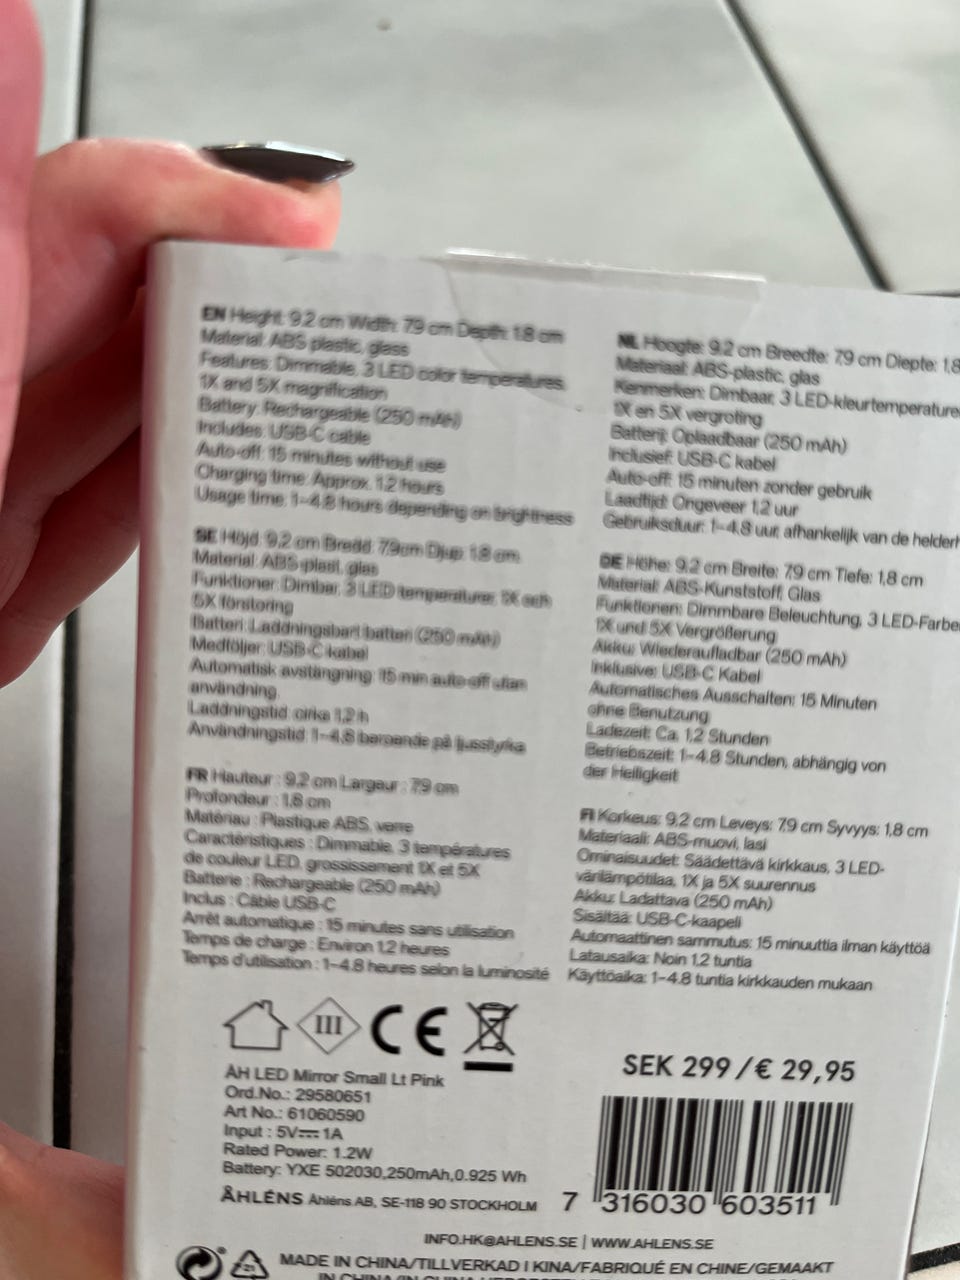 EN Height: 9.2 cm Width: 7.9 cm Depth: 1.8 cm
Material: ABS plastic, glass
Features: Dimmable, 3 LED color temperatures,
1X and 5X magnification
Battery: Rechargeable (250 mAh)
Includes: USB-C cable
Auto-off: 15 minutes without use
Charging time: Approx. 1.2 hours
Usage time: 1–4.8 hours depending on brightness
SE Höjd: 9,2 cm Bredd: 7,9cm Djup: 1,8 cm
Material: ABS-plast, glas
Funktioner: Dimbar, 3 LED temperaturer, 1X och
5X förstoring
Batteri: Laddningsbart batteri (250 mAh)
Medföljer: USB-C kabel
Automatisk avstängning: 15 min auto-off utan
användning.
Laddningstid: cirka 1,2 h
Användningstid: 1–4,8 beroende på ljusstyrka
FR Hauteur : 9,2 cm Largeur : 7,9 cm
Profondeur : 1,8 cm
Matériau : Plastique ABS, verre
Caractéristiques : Dimmable, 3 températures
de couleur LED, grossissement 1X et 5X
Batterie : Rechargeable (250 mAh)
Inclus : Câble USB-C
Arrêt automatique : 15 minutes sans utilisation
Temps de charge : Environ 1,2 heures
Temps d'utilisation : 1–4,8 heures selon la luminosité
NL Hoogte: 9,2 cm Breedte: 7,9 cm Diepte: 1,8
Materiaal: ABS-plastic, glas
Kenmerken: Dimbaar, 3 LED-kleurtemperature
1X en 5X vergroting
Batterij: Oplaadbaar (250 mAh)
Inclusief: USB-C kabel
Auto-off: 15 minuten zonder gebruik
Laadtijd: Ongeveer 1,2 uur
Gebruiksduur: 1–4,8 uur, afhankelijk van de helderh
DE Höhe: 9,2 cm Breite: 7,9 cm Tiefe: 1,8 cm
Material: ABS-Kunststoff, Glas
Funktionen: Dimmbare Beleuchtung, 3 LED-Farbe
1X und 5X Vergrößerung
Akku: Wiederaufladbar (250 mAh)
Inklusive: USB-C Kabel
Automatisches Ausschalten: 15 Minuten
ohne Benutzung
Ladezeit: Ca. 1,2 Stunden
Betriebszeit: 1–4,8 Stunden, abhängig von
der Helligkeit
FI Korkeus: 9,2 cm Leveys: 7,9 cm Syvyys: 1,8 cm
Materiaali: ABS-muovi, lasi
Ominaisuudet: Säädettävä kirkkaus, 3 LED-
värilämpötilaa, 1X ja 5X suurennus
Akku: Ladattava (250 mAh)
Sisältää: USB-C-kaapeli
Automaattinen sammutus: 15 minuuttia ilman käyttöä
Latausaika: Noin 1,2 tuntia
Käyttöaika: 1–4,8 tuntia kirkkauden mukaan
III CE
ÅH LED Mirror Small Lt Pink
Ord.No.: 29580651
Art No.: 61060590
Input : 5V⎓1A
Rated Power: 1.2W
Battery: YXE 502030,250mAh,0.925 Wh
ÅHLÉNS Åhléns AB, SE-118 90 STOCKHOLM
SEK 299 / € 29,95
7 316030 603511
INFO.HK@AHLENS.SE | WWW.AHLENS.SE
21
MADE IN CHINA/TILLVERKAD I KINA/FABRIQUÉ EN CHINE/GEMAAKT